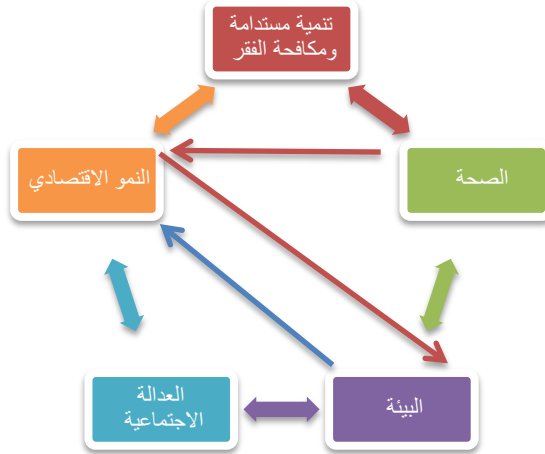 تنمية مستدامة
ومكافحة الفقر
الصحة
النمو الاقتصادي
البيئة
العدالة
الاجتماعية